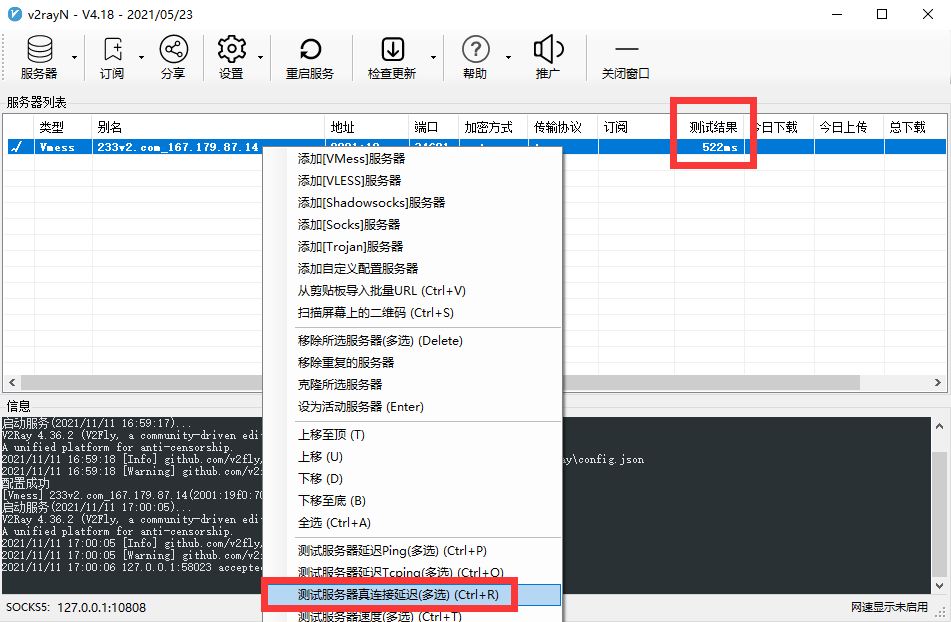 v2rayN - V4.18 - 2021/05/23
服务器 订阅 分享 设置 重启服务 检查更新 帮助 推广 关闭窗口
服务器列表
类型 别名 地址 端口 加密方式 传输协议 订阅 测试结果 今日下载 今日上传 总下载
Vmess 233v2.com_167.179.87.14 522ms
添加[VMess]服务器
添加[VLESS]服务器
添加[Shadowsocks]服务器
添加[Socks]服务器
添加[Trojan]服务器
添加自定义配置服务器
从剪贴板导入批量URL (Ctrl+V)
扫描屏幕上的二维码 (Ctrl+S)
移除所选服务器(多选) (Delete)
移除重复的服务器
克隆所选服务器
设为活动服务器 (Enter)
上移至顶 (T)
上移 (U)
下移 (D)
下移至底 (B)
全选 (Ctrl+A)
测试服务器延迟Ping(多选) (Ctrl+P)
测试服务器延迟Tcping(多选) (Ctrl+O)
测试服务器真连接延迟(多选) (Ctrl+R)
测试服务器速度(多选) (Ctrl+T)
信息
启动服务(2021/11/11 16:59:17)...
V2Ray 4.36.2 (V2Fly, a community-driven edi
A unified platform for anti-censorship.
2021/11/11 16:59:18 [Info] github.com/v2fly, ay\config.json
2021/11/11 16:59:18 [Warning] github.com/v2
配置成功
[Vmess] 233v2.com_167.179.87.14(2001:19f0:70
启动服务(2021/11/11 17:00:05)...
V2Ray 4.36.2 (V2Fly, a community-driven edi
A unified platform for anti-censorship.
2021/11/11 17:00:05 [Info] github.com/v2fly,
2021/11/11 17:00:05 [Warning] github.com/v2
2021/11/11 17:00:06 127.0.0.1:58023 accepte
SOCKS5: 127.0.0.1:10808 网速显示未启用